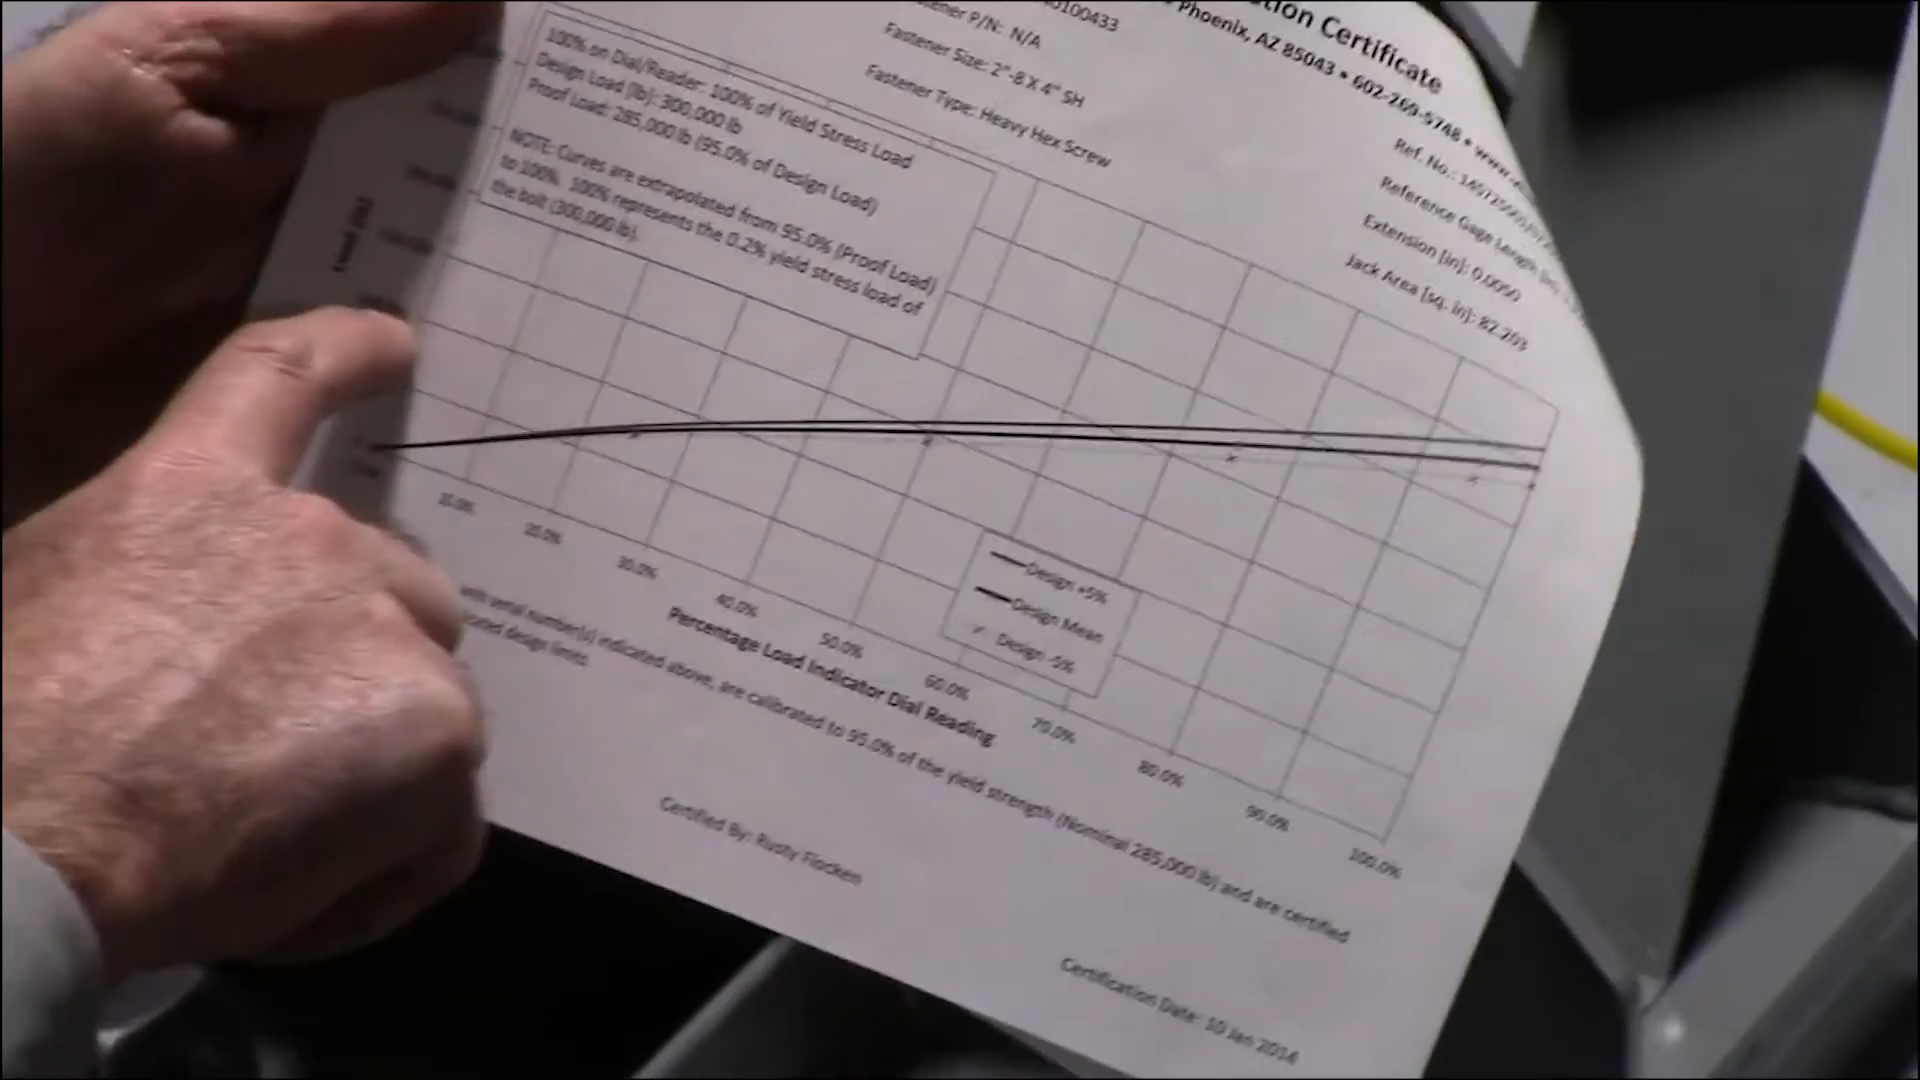 tion Certificate
Phoenix, AZ 85043 • 602-269-5748 • www.
0100433
Fastener P/N: N/A
Fastener Size: 2"-8 X 4" SH
Fastener Type: Heavy Hex Screw
Ref. No.:
Reference Gage Length
Extension [in]: 0.0050
Jack Area [sq. in]: 82.203
100% on Dial/Reader: 100% of Yield Stress Load
Design Load [lb]: 300,000 lb
Proof Load: 285,000 lb (95.0% of Design Load)
NOTE: Curves are extrapolated from 95.0% (Proof Load)
to 100%. 100% represents the 0.2% yield stress load of
the bolt (300,000 lb).
Load [lb]
Design +5%
Design Mean
Design -5%
10.0% 20.0% 30.0% 40.0% 50.0% 60.0% 70.0% 80.0% 90.0% 100.0%
Percentage Load Indicator Dial Reading
with serial number(s) indicated above, are calibrated to 95.0% of the yield strength (Nominal 285,000 lb) and are certified
design limits.
Certified By: Rusty Flocken
Certification Date: 10 Jan 2014